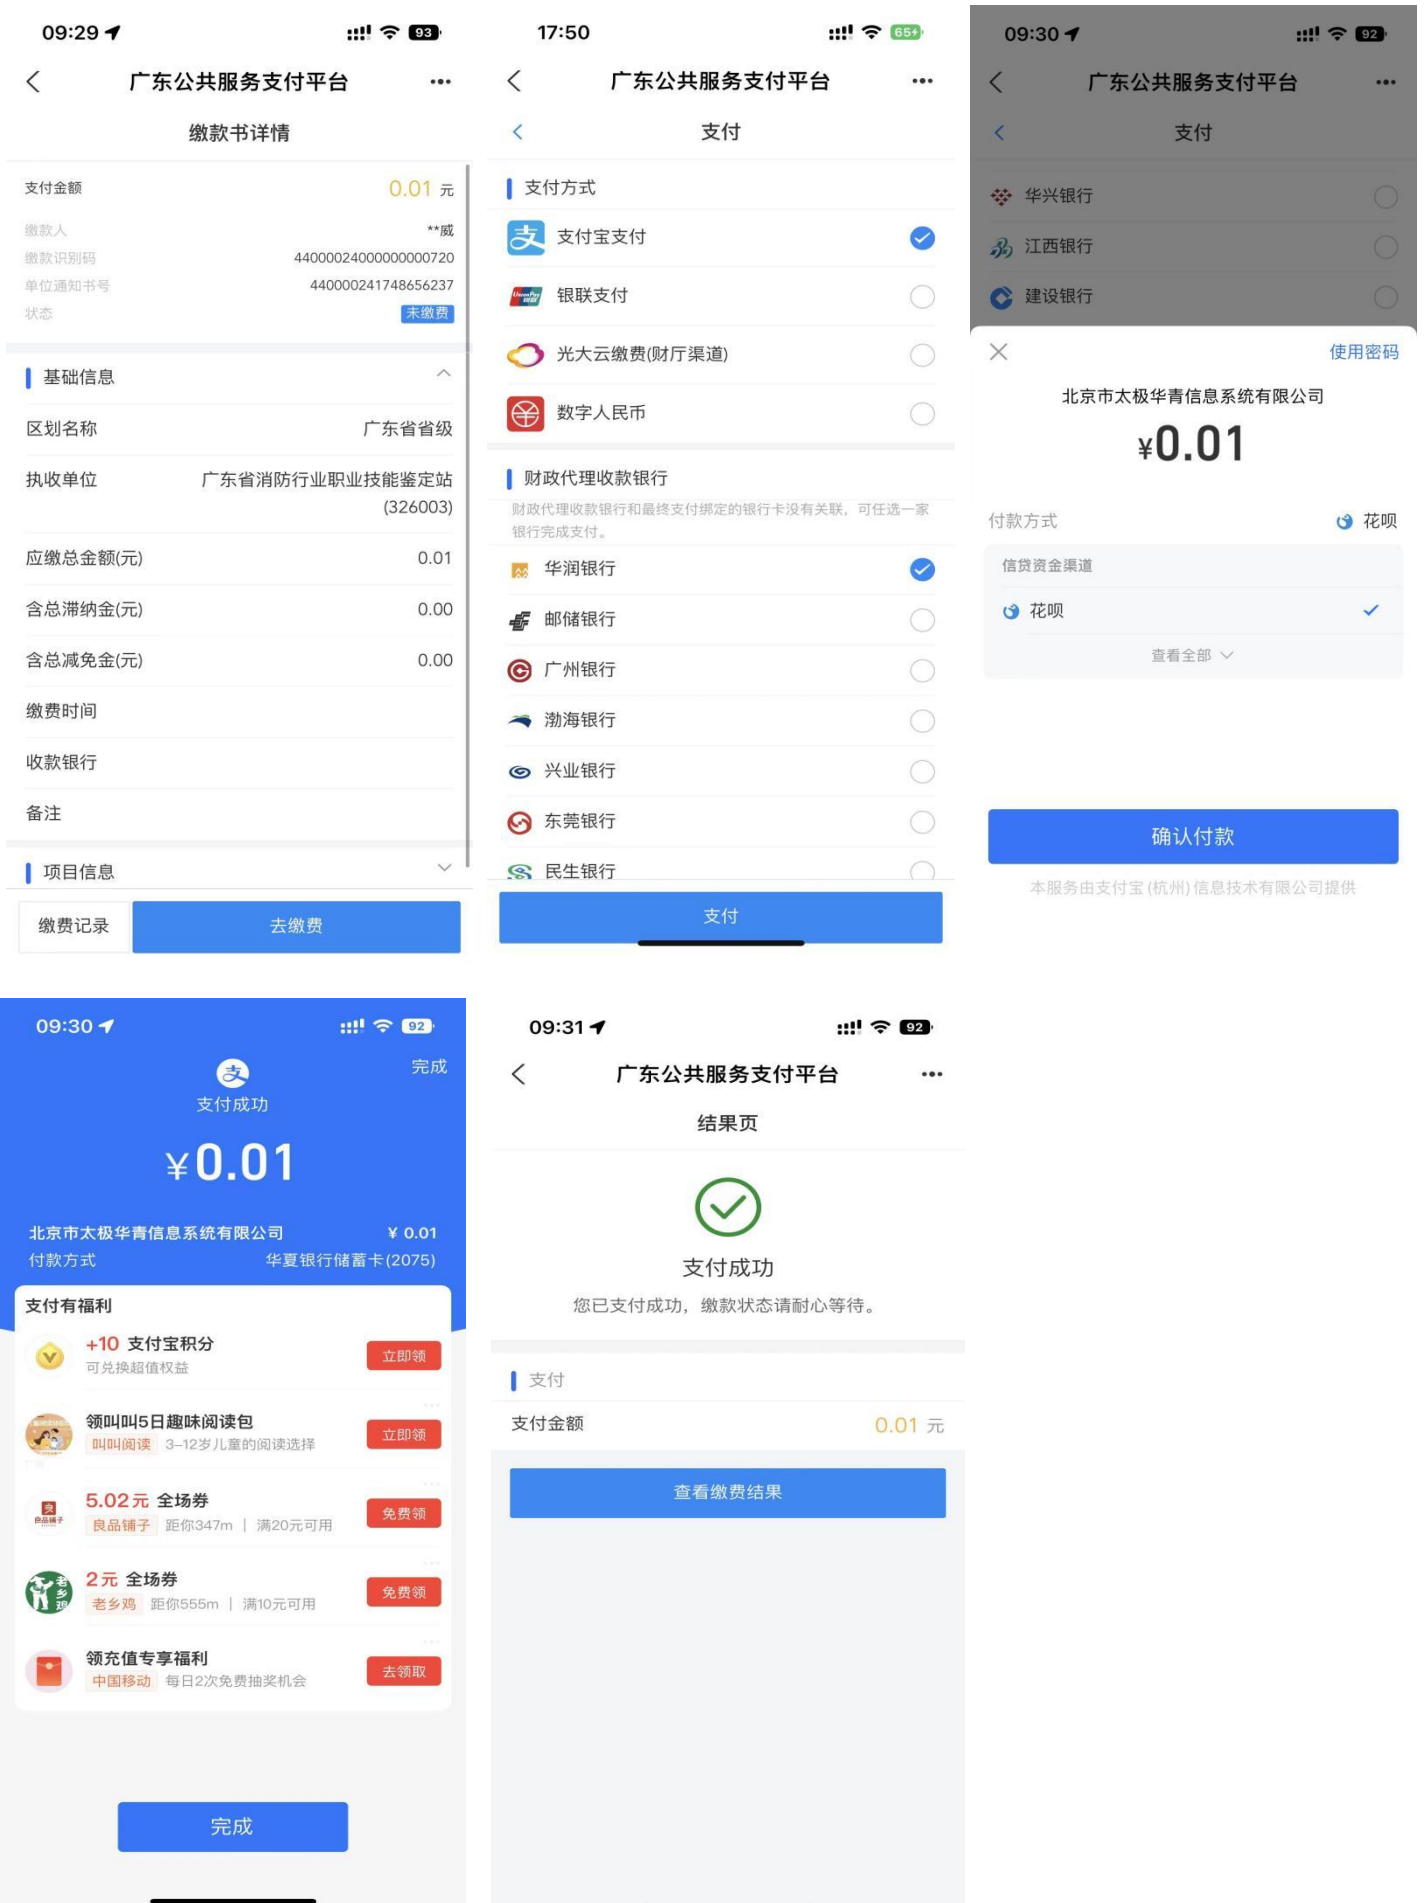 09:29
93
广东公共服务支付平台
缴款书详情
支付金额 0.01 元
缴款人 **威
缴款识别码 44000024000000000720
单位通知书号 440000241748656237
状态 未缴费
基础信息
区划名称 广东省省级
执收单位 广东省消防行业职业技能鉴定站
(326003)
应缴总金额(元) 0.01
含总滞纳金(元) 0.00
含总减免金(元) 0.00
缴费时间
收款银行
备注
项目信息
缴费记录 去缴费
17:50
65
广东公共服务支付平台
支付
支付方式
支 支付宝支付
UnionPay 银联 银联支付
光大云缴费(财厅渠道)
数字人民币
财政代理收款银行
财政代理收款银行和最终支付绑定的银行卡没有关联，可任选一家
银行完成支付。
华润银行
邮储银行
广州银行
渤海银行
兴业银行
东莞银行
民生银行
支付
09:30
92
广东公共服务支付平台
支付
华兴银行
江西银行
建设银行
使用密码
北京市太极华青信息系统有限公司
¥0.01
付款方式 花呗
信贷资金渠道
花呗
查看全部
确认付款
本服务由支付宝(杭州)信息技术有限公司提供
09:30
92
支 完成
支付成功
¥0.01
北京市太极华青信息系统有限公司 ¥ 0.01
付款方式 华夏银行储蓄卡(2075)
支付有福利
+10 支付宝积分
可兑换超值权益
立即领
领叫叫5日趣味阅读包
叫叫阅读 3-12岁儿童的阅读选择
立即领
5.02元 全场券
良品铺子 距你347m | 满20元可用
免费领
良品铺子
2元 全场券
老乡鸡 距你555m | 满10元可用
免费领
老乡鸡
领充值专享福利
中国移动 每日2次免费抽奖机会
去领取
完成
09:31
92
广东公共服务支付平台
结果页
支付成功
您已支付成功，缴款状态请耐心等待。
支付
支付金额 0.01 元
查看缴费结果